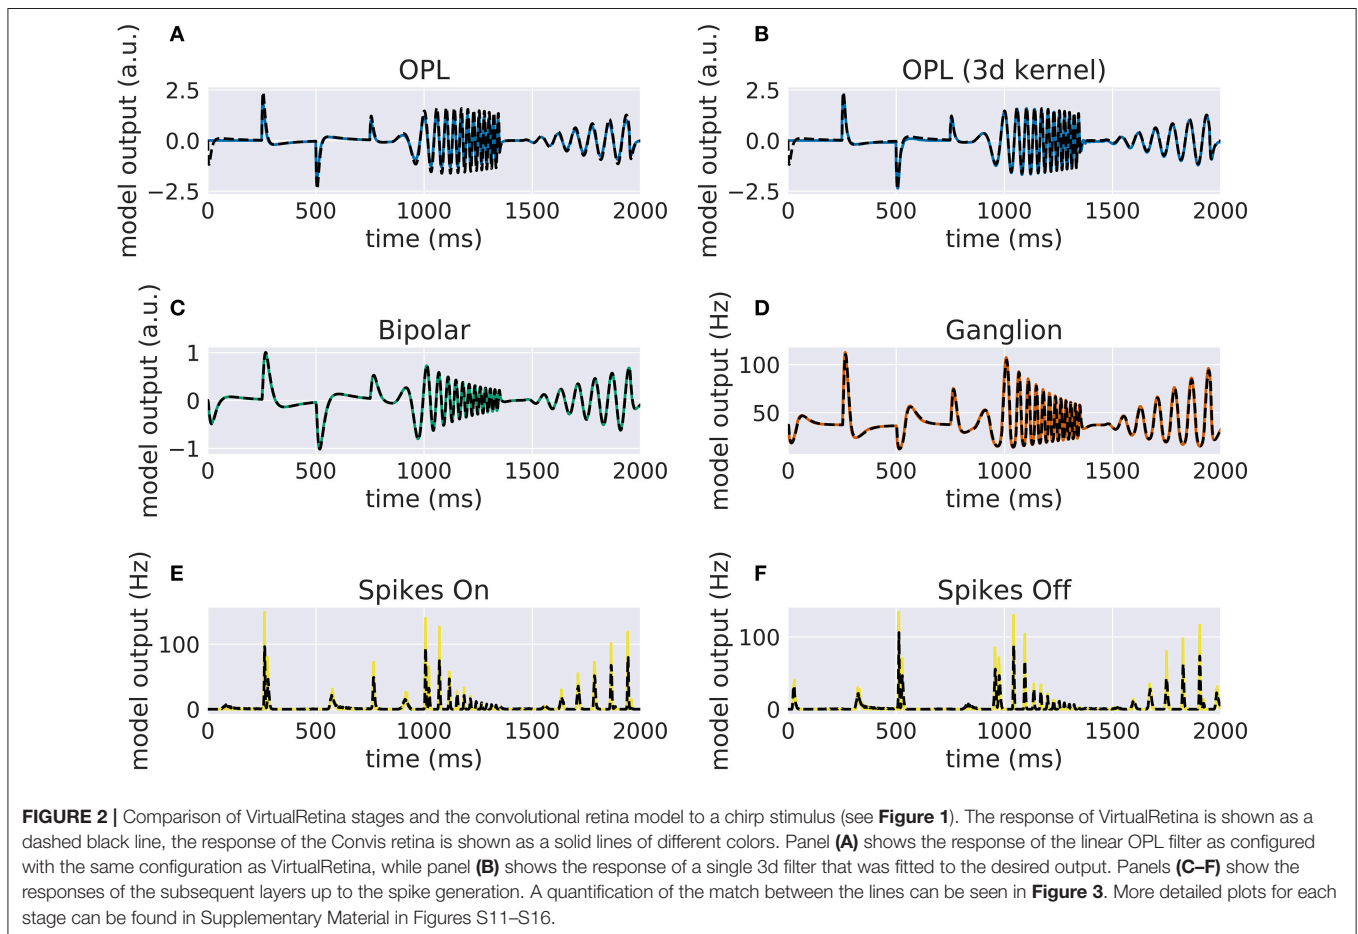 A
OPL
model output (a.u.)
2.5
0.0
−2.5
0 500 1000 1500 2000
time (ms)
B
OPL (3d kernel)
model output (a.u.)
2.5
0.0
−2.5
0 500 1000 1500 2000
time (ms)
C
Bipolar
model output (a.u.)
1
0
−1
0 500 1000 1500 2000
time (ms)
D
Ganglion
model output (Hz)
100
50
0 500 1000 1500 2000
time (ms)
E
Spikes On
model output (Hz)
100
0
0 500 1000 1500 2000
time (ms)
F
Spikes Off
model output (Hz)
100
0
0 500 1000 1500 2000
time (ms)
FIGURE 2 | Comparison of VirtualRetina stages and the convolutional retina model to a chirp stimulus (see Figure 1). The response of VirtualRetina is shown as a
dashed black line, the response of the Convis retina is shown as a solid lines of different colors. Panel (A) shows the response of the linear OPL filter as configured
with the same configuration as VirtualRetina, while panel (B) shows the response of a single 3d filter that was fitted to the desired output. Panels (C–F) show the
responses of the subsequent layers up to the spike generation. A quantification of the match between the lines can be seen in Figure 3. More detailed plots for each
stage can be found in Supplementary Material in Figures S11–S16.